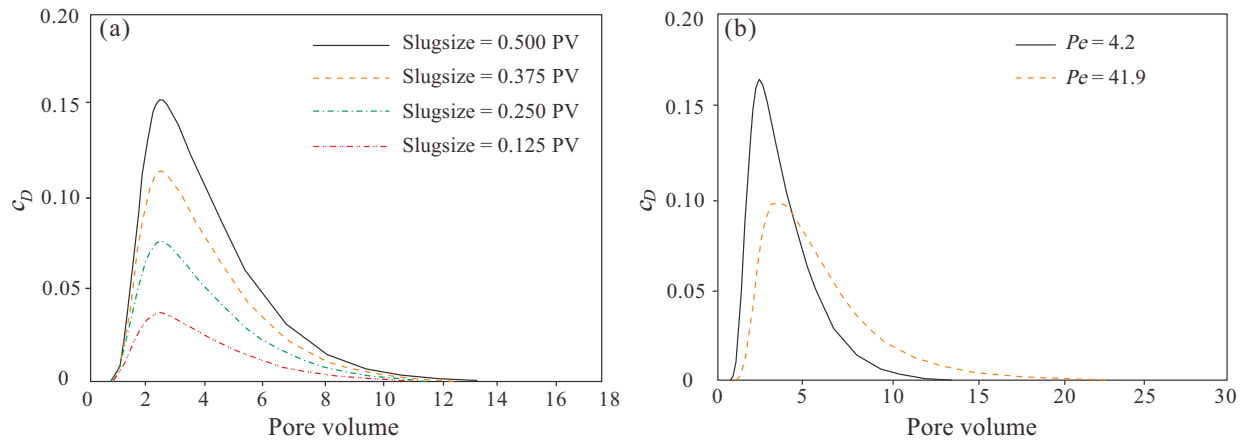 (a)
0.20
0.15
0.10
0.05
0
c_D
Slugsize = 0.500 PV
Slugsize = 0.375 PV
Slugsize = 0.250 PV
Slugsize = 0.125 PV
0 2 4 6 8 10 12 14 16 18
Pore volume
(b)
0.20
0.15
0.10
0.05
0
c_D
Pe = 4.2
Pe = 41.9
0 5 10 15 20 25 30
Pore volume